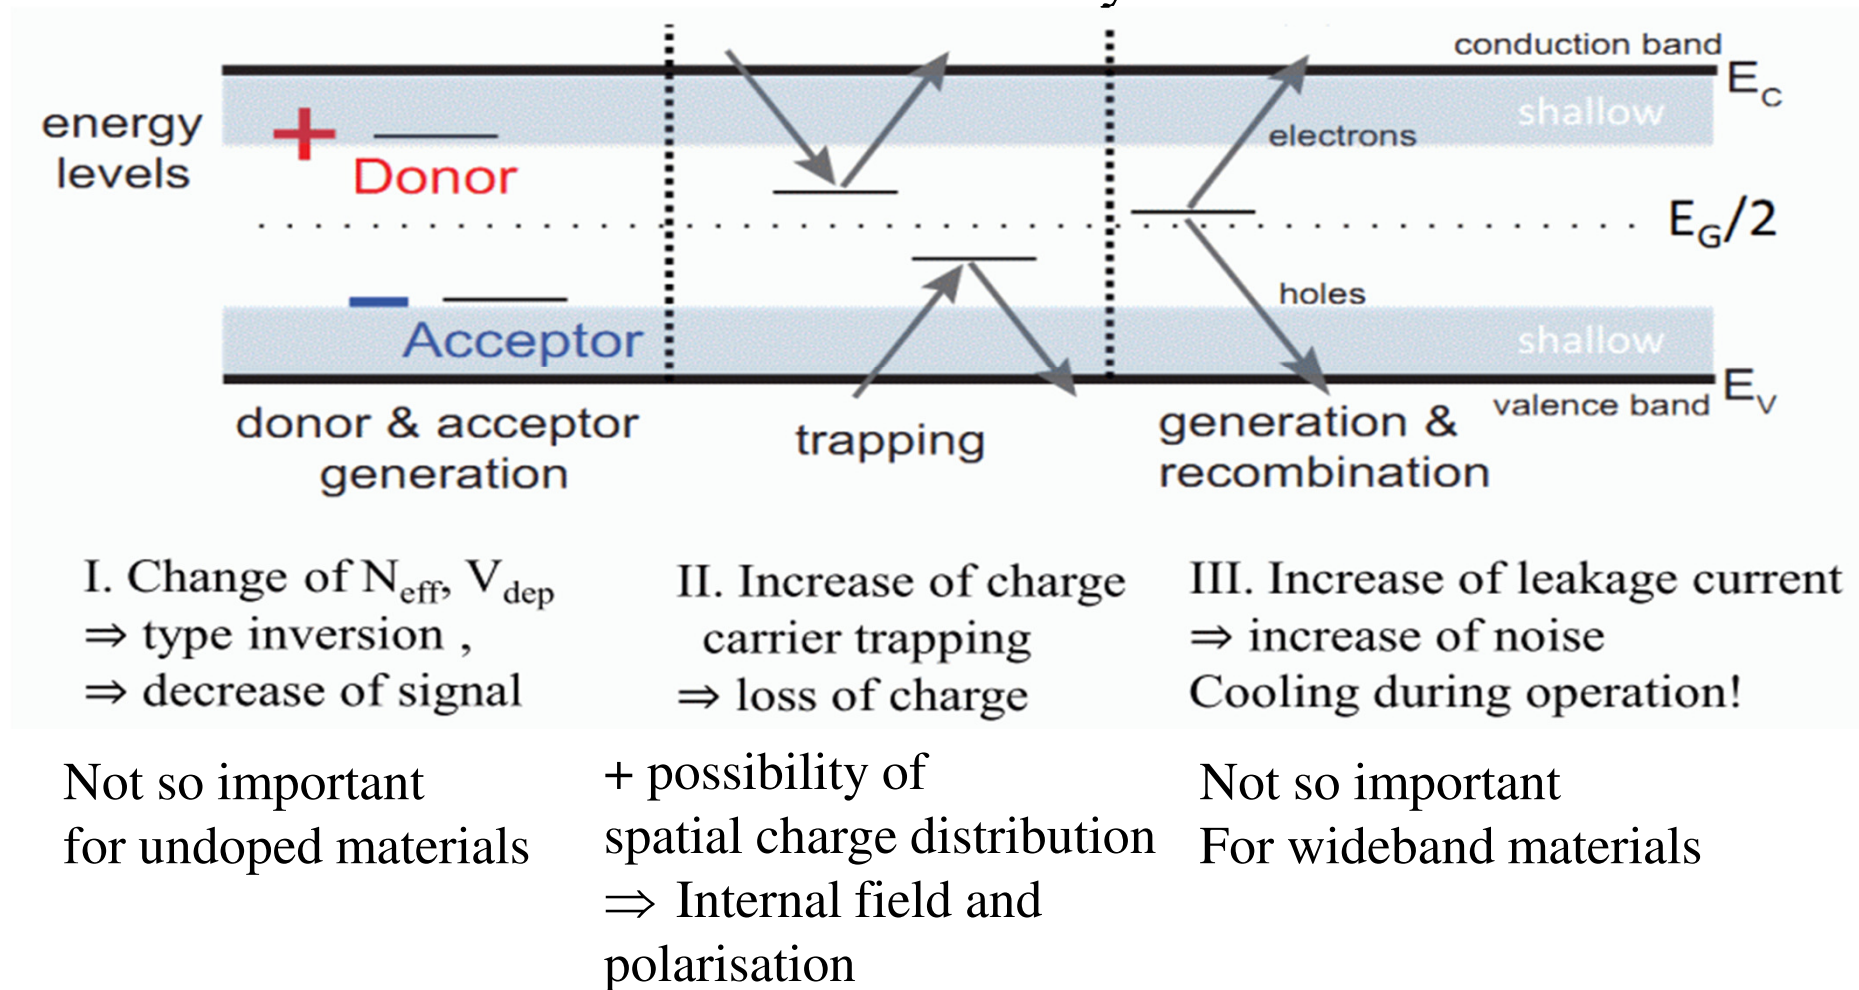 conduction band
E_C
shallow
energy
levels
+
Donor
electrons
E_G/2
holes
−
Acceptor
shallow
E_V
valence band
donor & acceptor
generation
trapping
generation &
recombination
I. Change of N_eff, V_dep
⇒ type inversion ,
⇒ decrease of signal
II. Increase of charge
carrier trapping
⇒ loss of charge
III. Increase of leakage current
⇒ increase of noise
Cooling during operation!
Not so important
for undoped materials
+ possibility of
spatial charge distribution
⇒ Internal field and
polarisation
Not so important
For wideband materials